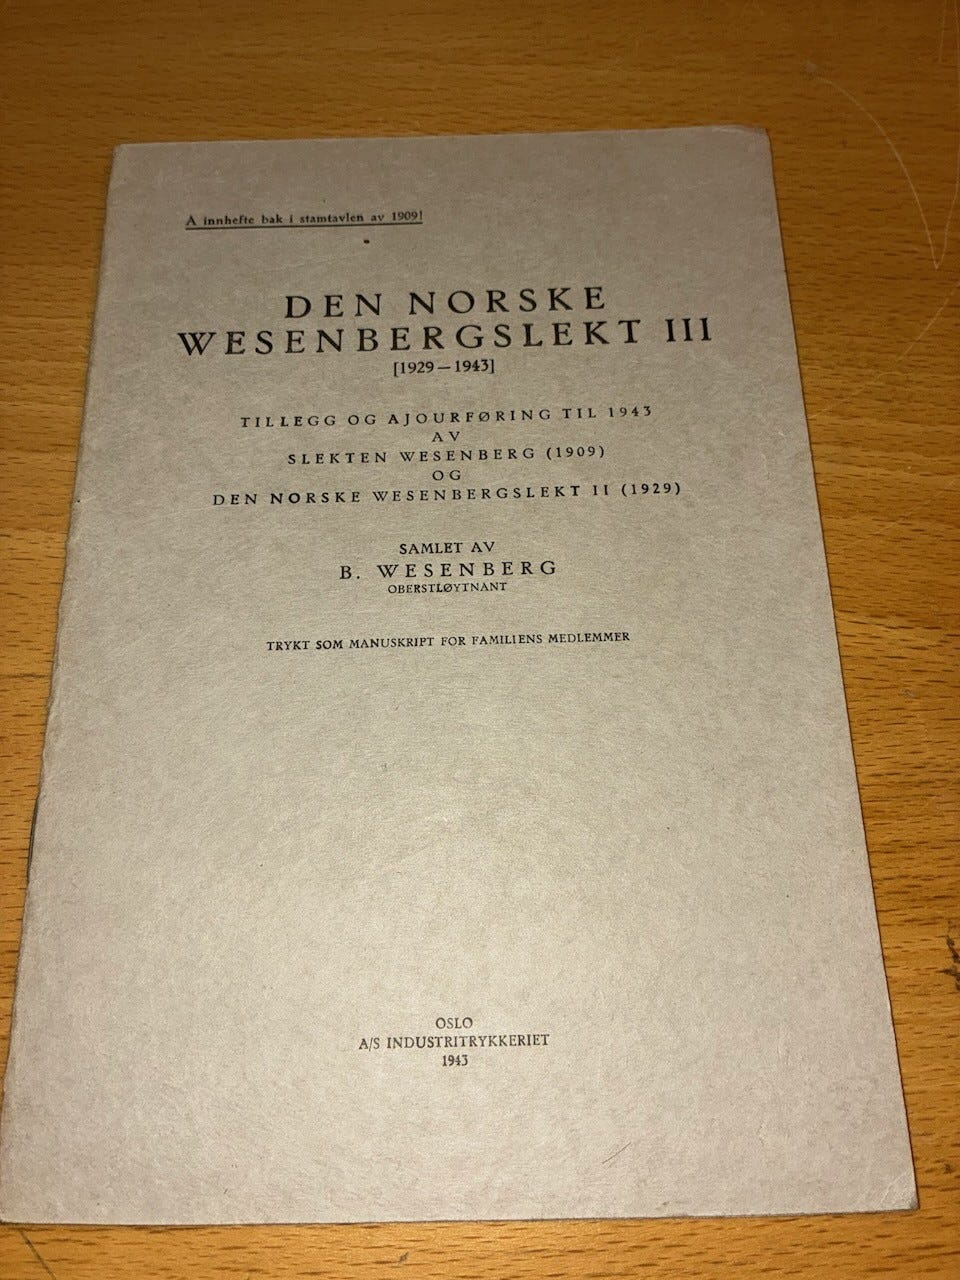 A innhefte bak i stamtavlen av 1909!
DEN NORSKE
WESENBERGSLEKT III
[1929—1943]
TILLEGG OG AJOURFØRING TIL 1943
AV
SLEKTEN WESENBERG (1909)
OG
DEN NORSKE WESENBERGSLEKT II (1929)
SAMLET AV
B. WESENBERG
OBERSTLØYTNANT
TRYKT SOM MANUSKRIPT FOR FAMILIENS MEDLEMMER
OSLO
A/S INDUSTRITRYKKERIET
1943